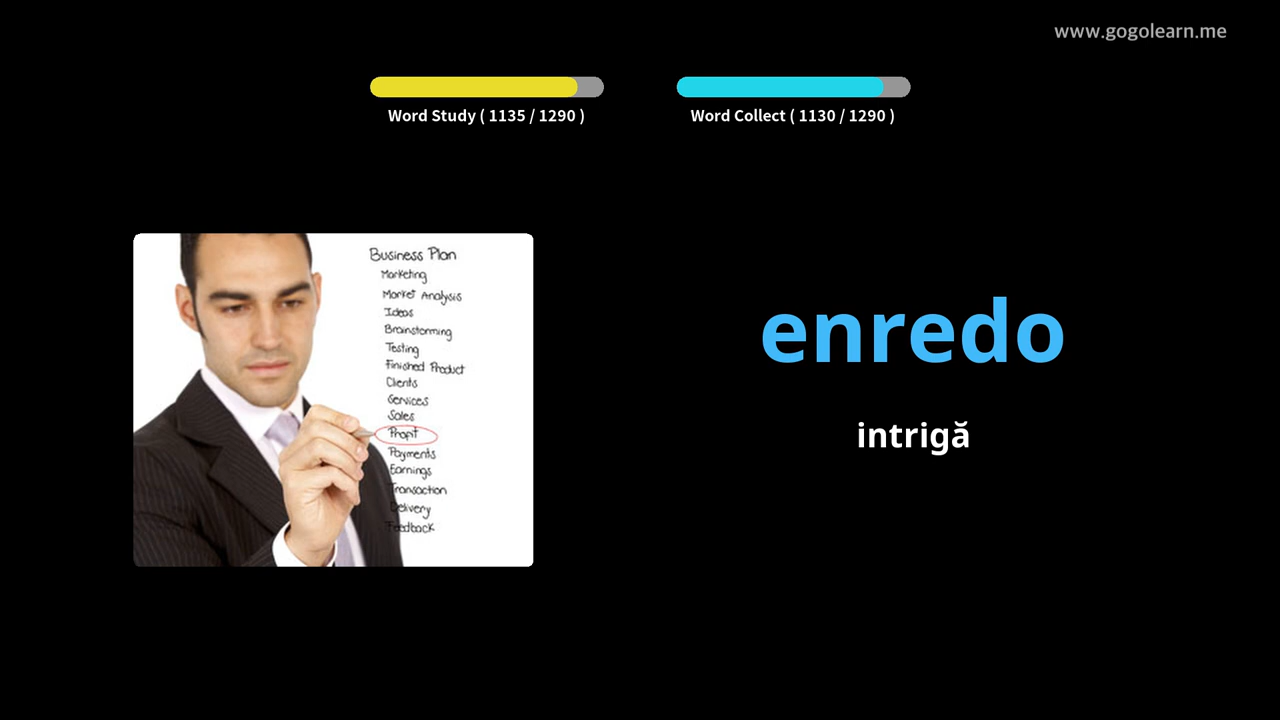 www.gogolearn.me
Word Study ( 1135 / 1290 )
Word Collect ( 1130 / 1290 )
Business Plan
Marketing
Market Analysis
Ideas
Brainstorming
Testing
Finished Product
Clients
Services
Sales
Profit
Payments
Earnings
Transaction
Delivery
Feedback
enredo
intrigă